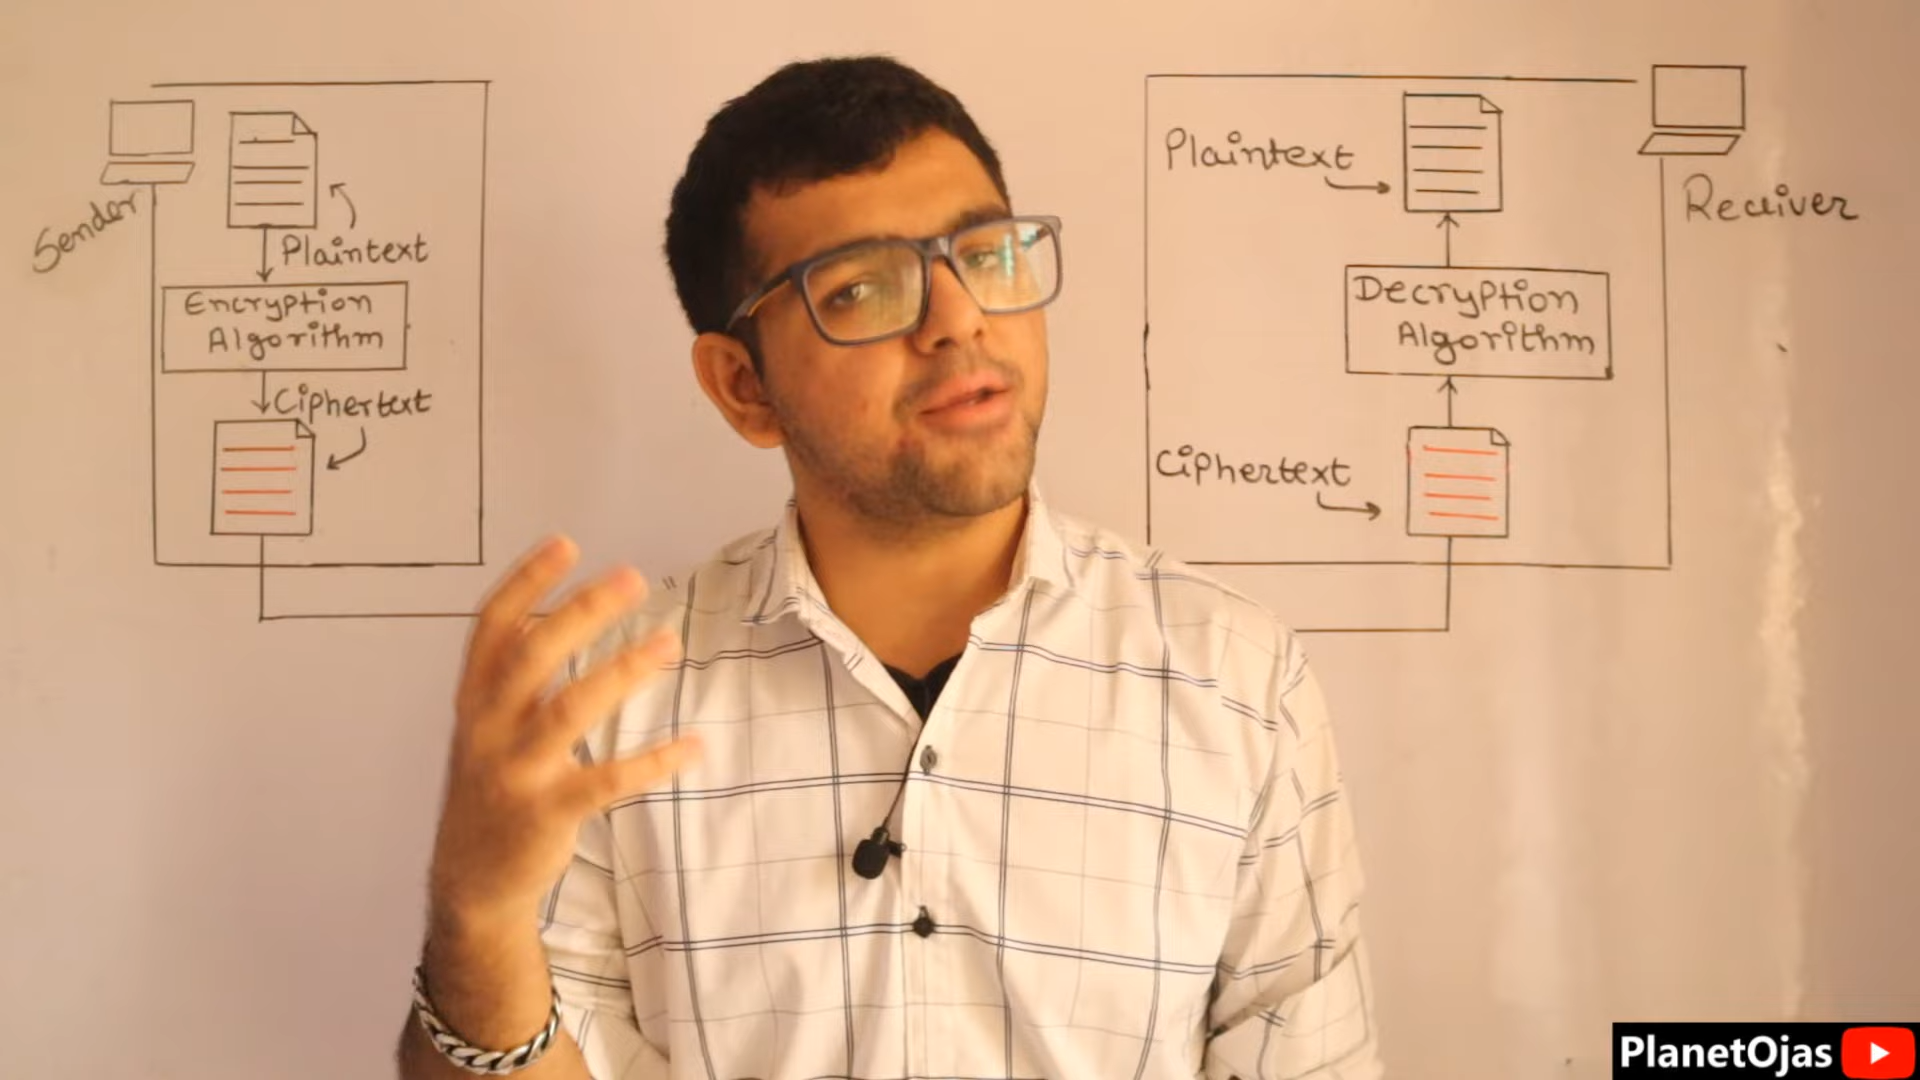 Sender
Plaintext
Encryption
Algorithm
Ciphertext
Plaintext
Receiver
Decryption
Algorithm
Ciphertext
PlanetOjas